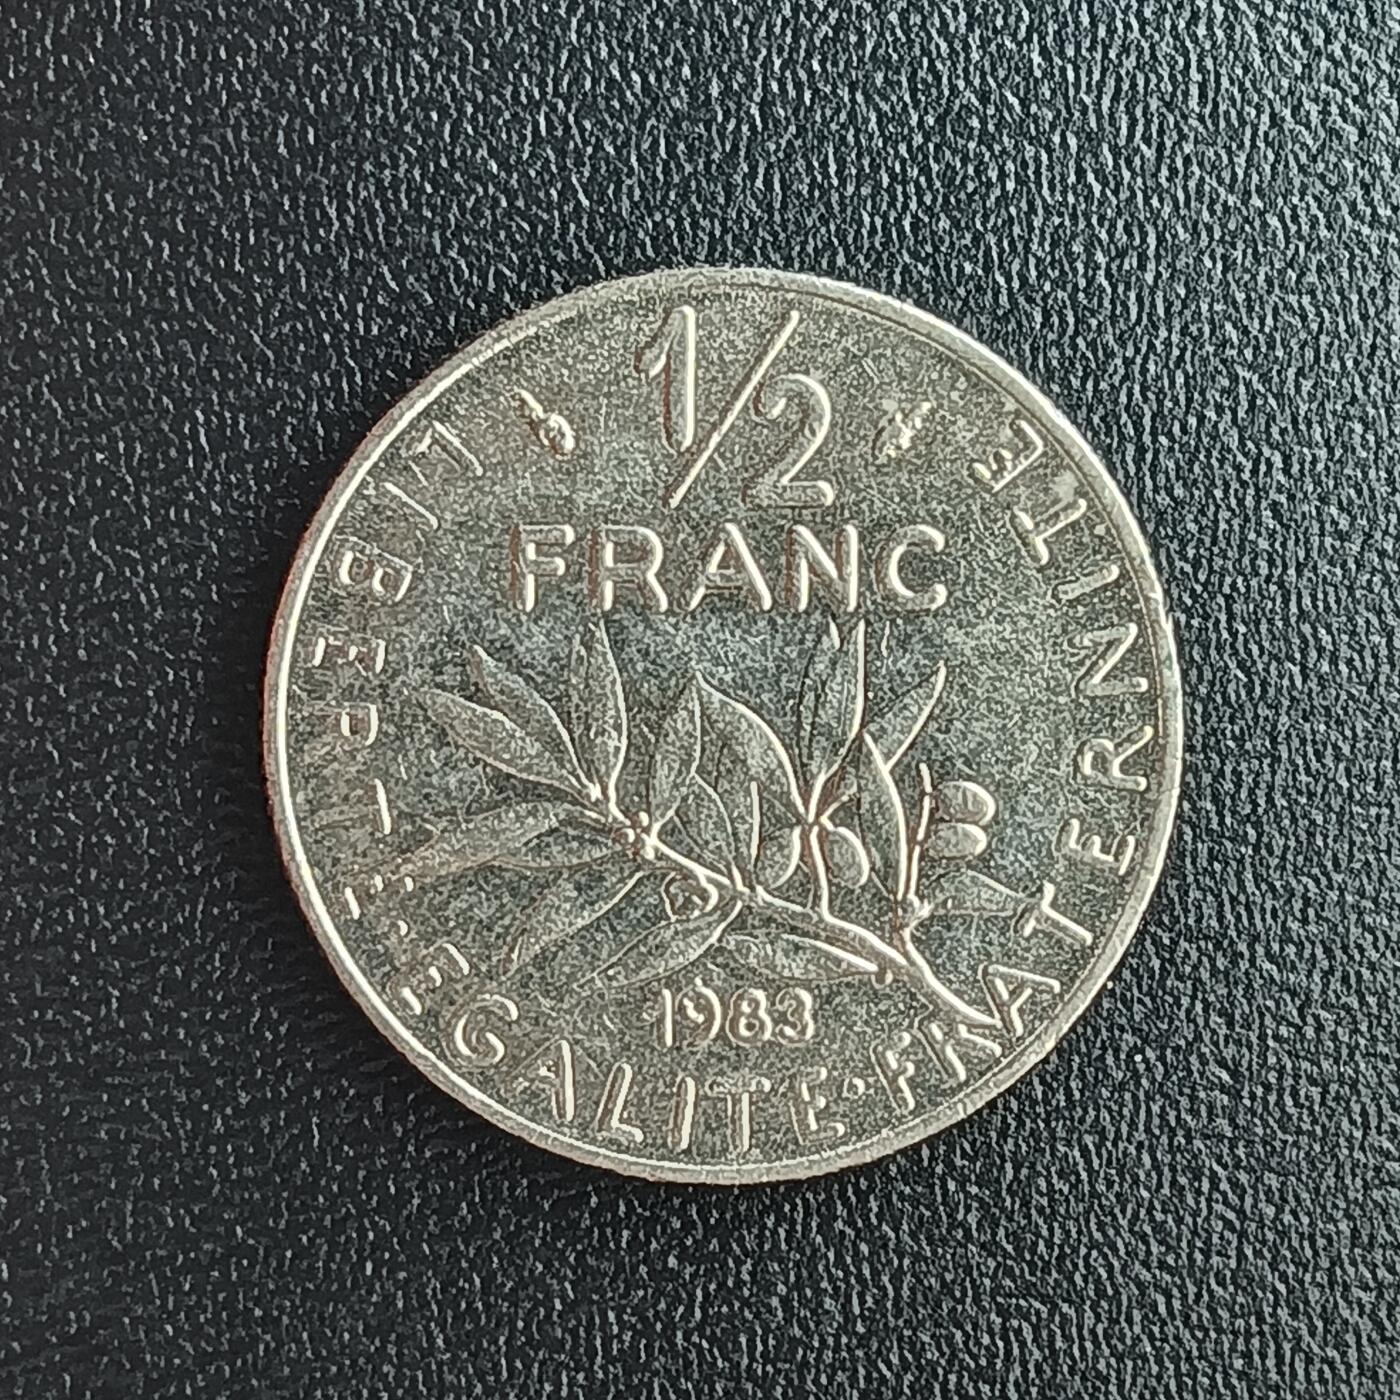 1/2
FRANC
1983
LIBERTE·EGALITE·FRATERNITE